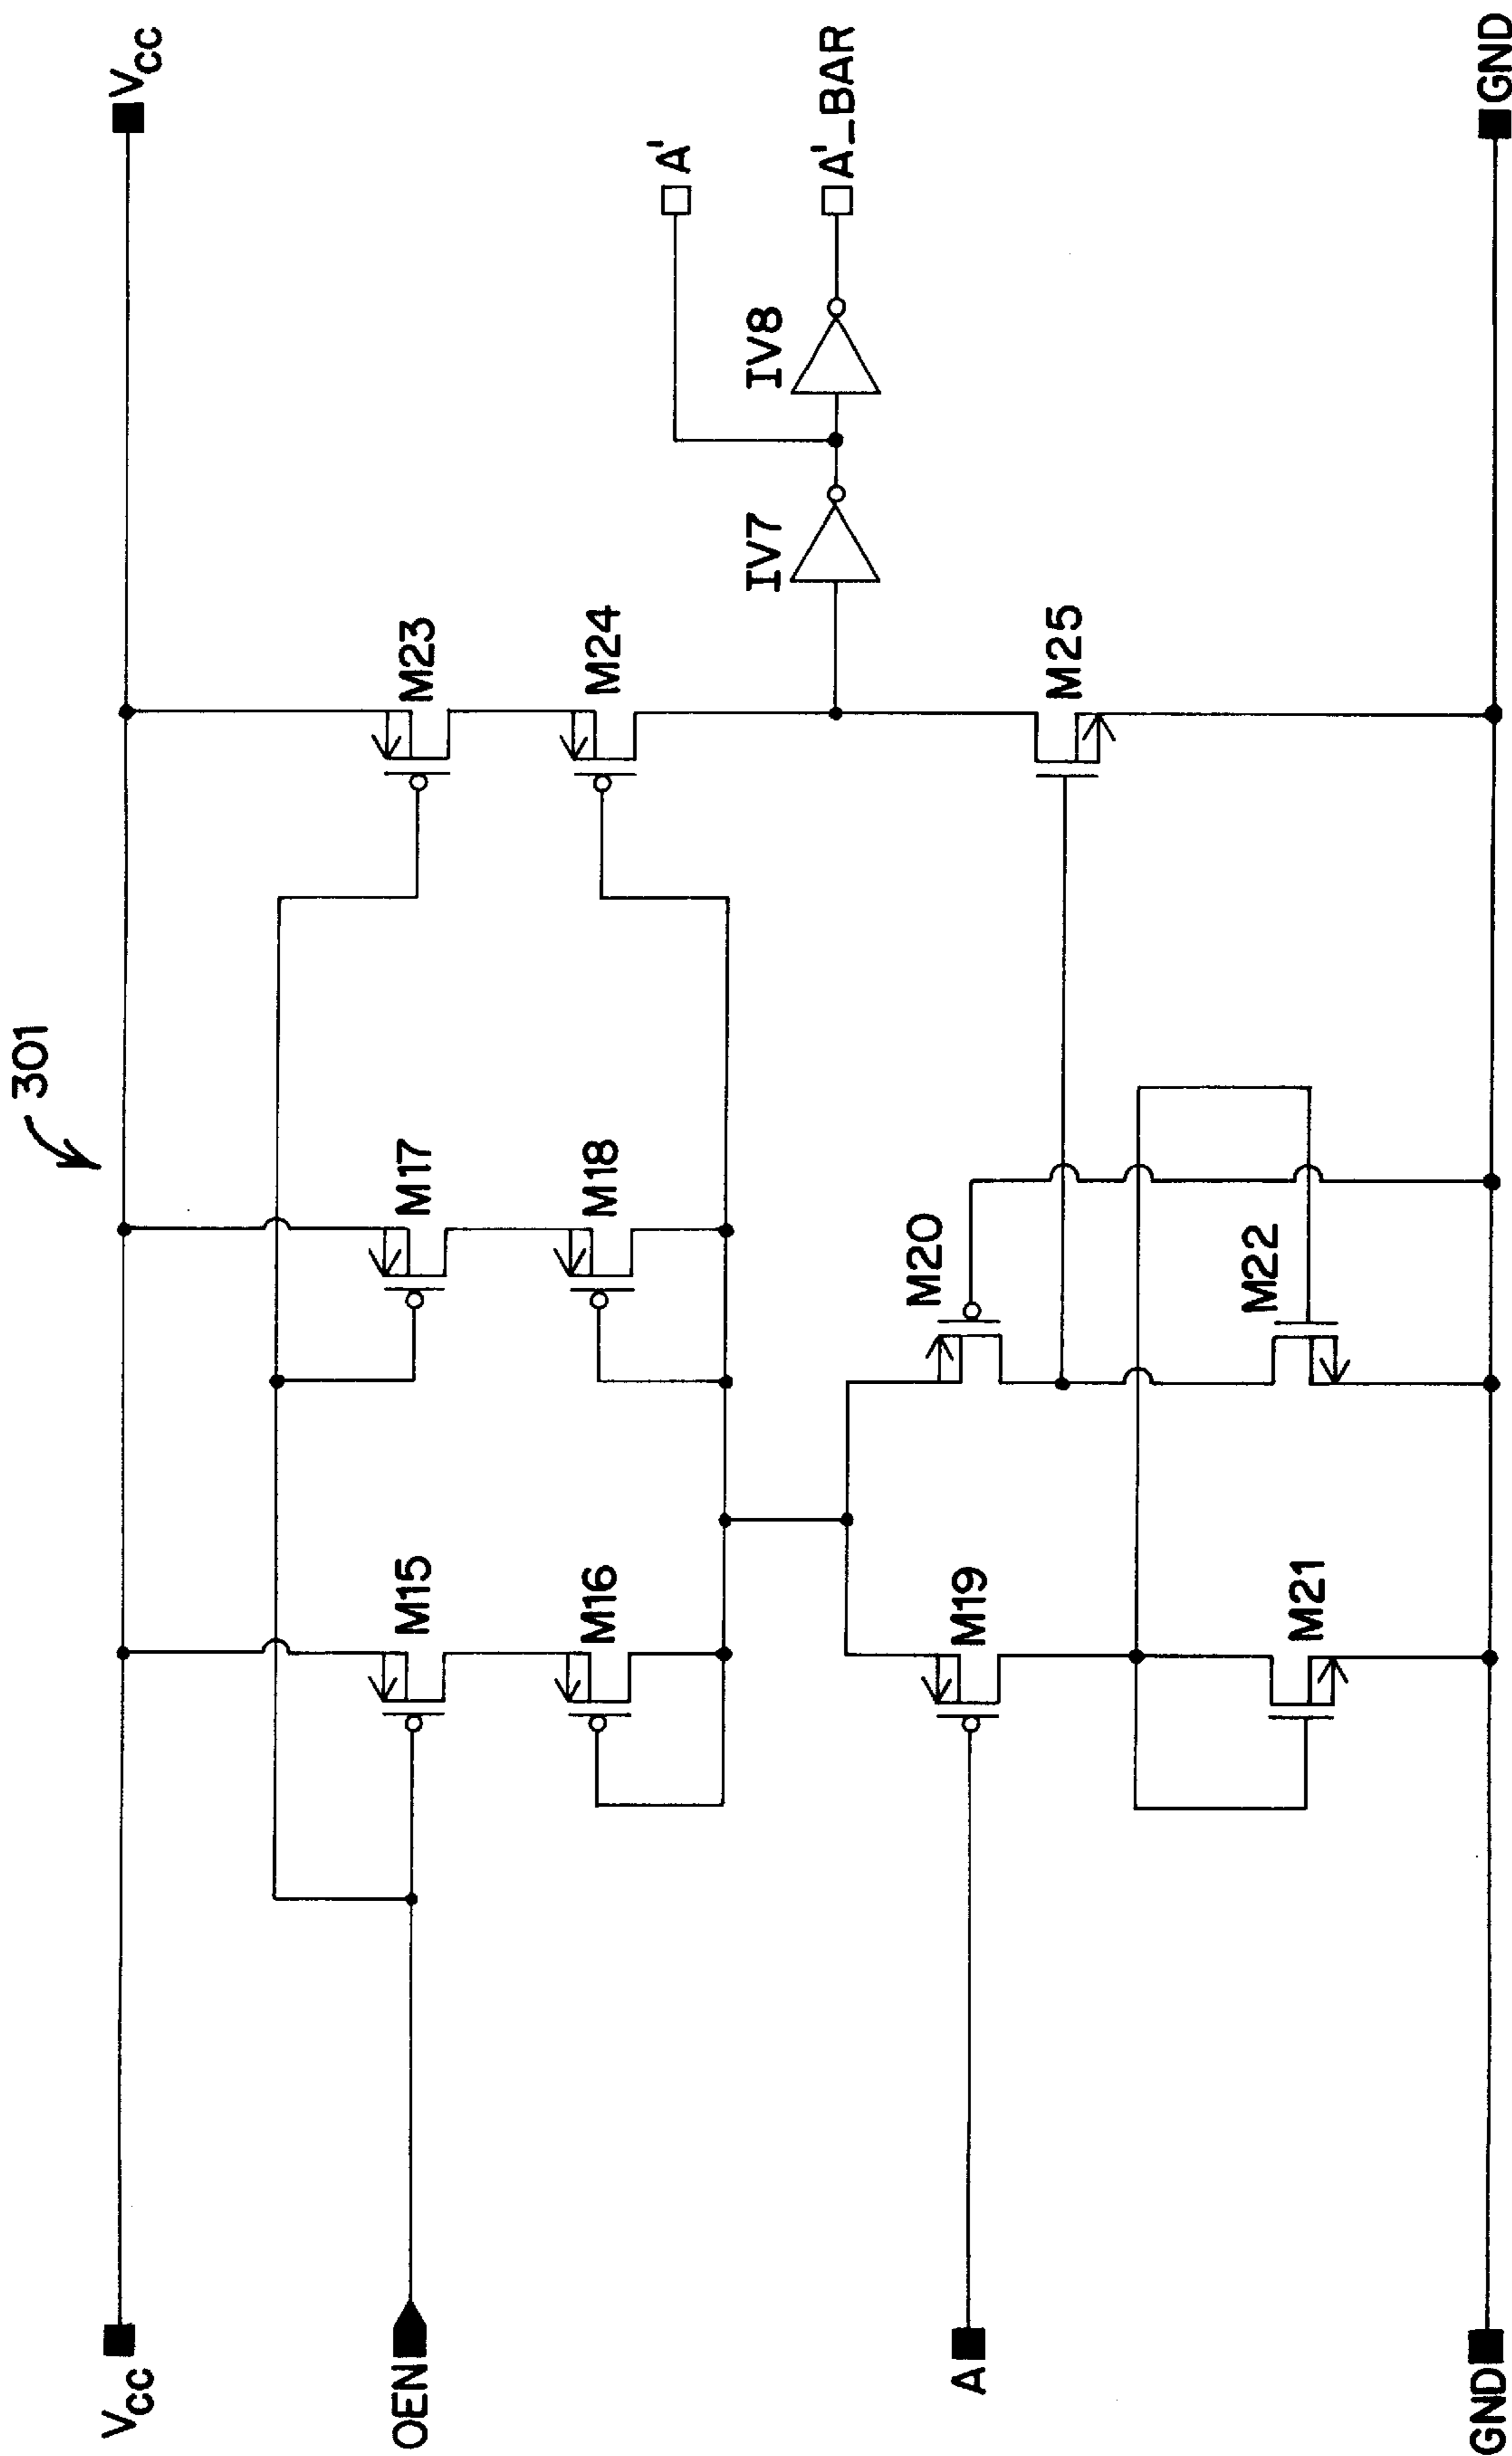 301
VCC
VCC
M15
M17
M23
OEN
M16
M18
M24
A'
IV7
IV8
A'_BAR
A
M19
M20
M25
M21
M22
GND
GND